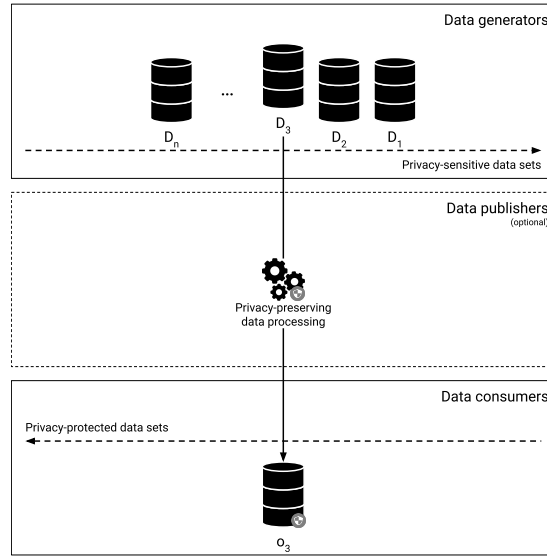 Data generators
...
Dn
D3
D2
D1
Privacy-sensitive data sets
Data publishers
(optional)
Privacy-preserving
data processing
Data consumers
Privacy-protected data sets
o3